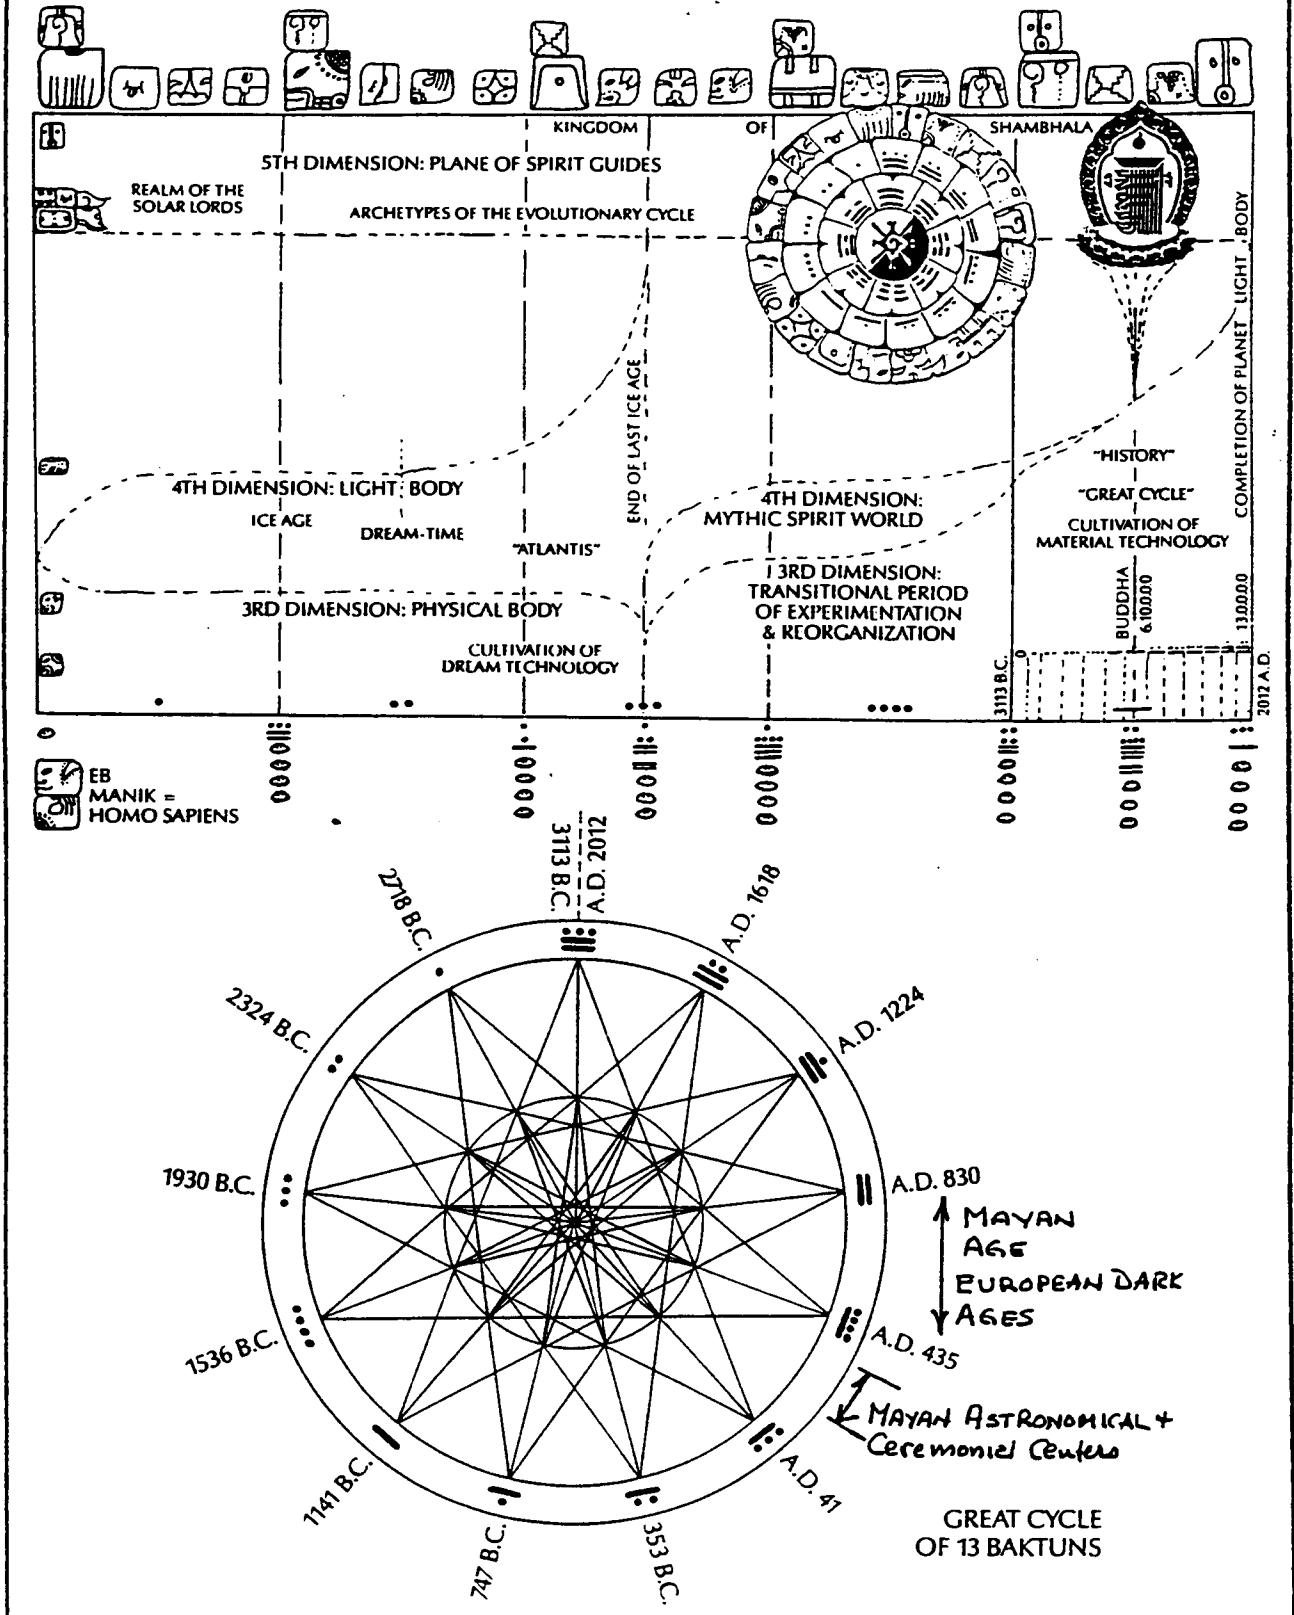 KINGDOM OF SHAMBHALA
5TH DIMENSION: PLANE OF SPIRIT GUIDES
REALM OF THE
SOLAR LORDS
ARCHETYPES OF THE EVOLUTIONARY CYCLE
END OF LAST ICE AGE
COMPLETION OF PLANET LIGHT BODY
4TH DIMENSION: LIGHT BODY
ICE AGE
DREAM-TIME
"ATLANTIS"
3RD DIMENSION: PHYSICAL BODY
CULTIVATION OF
DREAM TECHNOLOGY
4TH DIMENSION:
MYTHIC SPIRIT WORLD
3RD DIMENSION:
TRANSITIONAL PERIOD
OF EXPERIMENTATION
& REORGANIZATION
"HISTORY"
"GREAT CYCLE"
CULTIVATION OF
MATERIAL TECHNOLOGY
BUDDHA
6.10.0.0.0
13.0.0.0.0
3113 B.C.
2012 A.D.
EB
MANIK =
HOMO SAPIENS
3113 B.C.
A.D. 2012
A.D. 1618
A.D. 1224
A.D. 830
MAYAN
AGE
EUROPEAN DARK
AGES
A.D. 435
MAYAN ASTRONOMICAL +
Ceremonial Centers
A.D. 41
353 B.C.
747 B.C.
1141 B.C.
1536 B.C.
1930 B.C.
2324 B.C.
2718 B.C.
GREAT CYCLE
OF 13 BAKTUNS